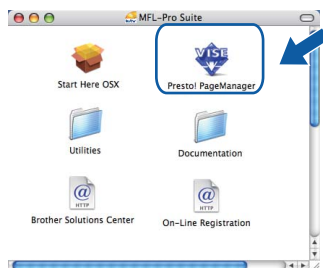 MFL-Pro Suite
VISE
Start Here OSX
Presto! PageManager
Utilities
Documentation
@
HTTP
@
HTTP
Brother Solutions Center
On-Line Registration